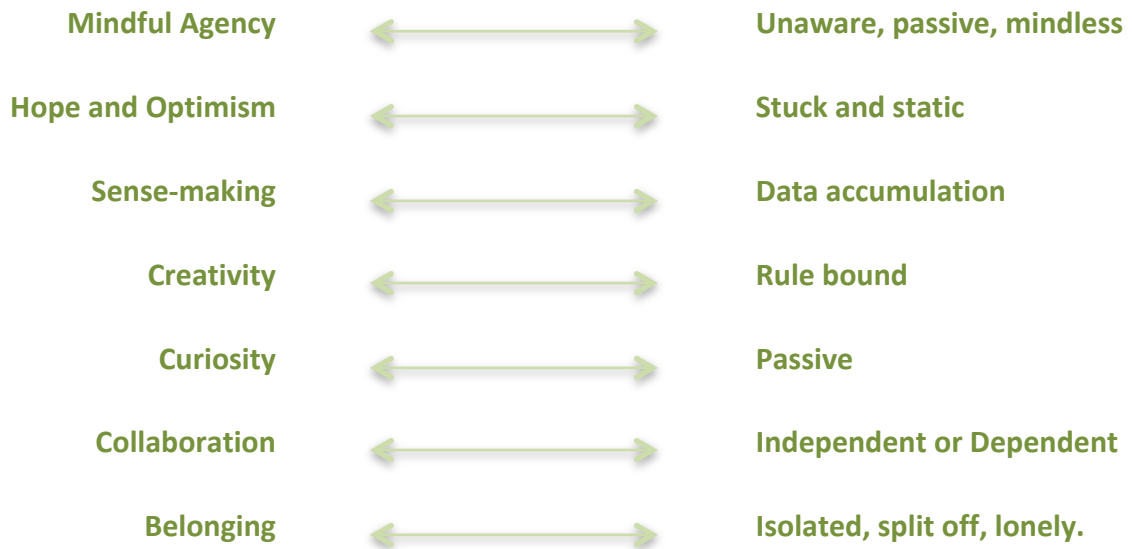 Mindful Agency Unaware, passive, mindless
Hope and Optimism Stuck and static
Sense-making Data accumulation
Creativity Rule bound
Curiosity Passive
Collaboration Independent or Dependent
Belonging Isolated, split off, lonely.